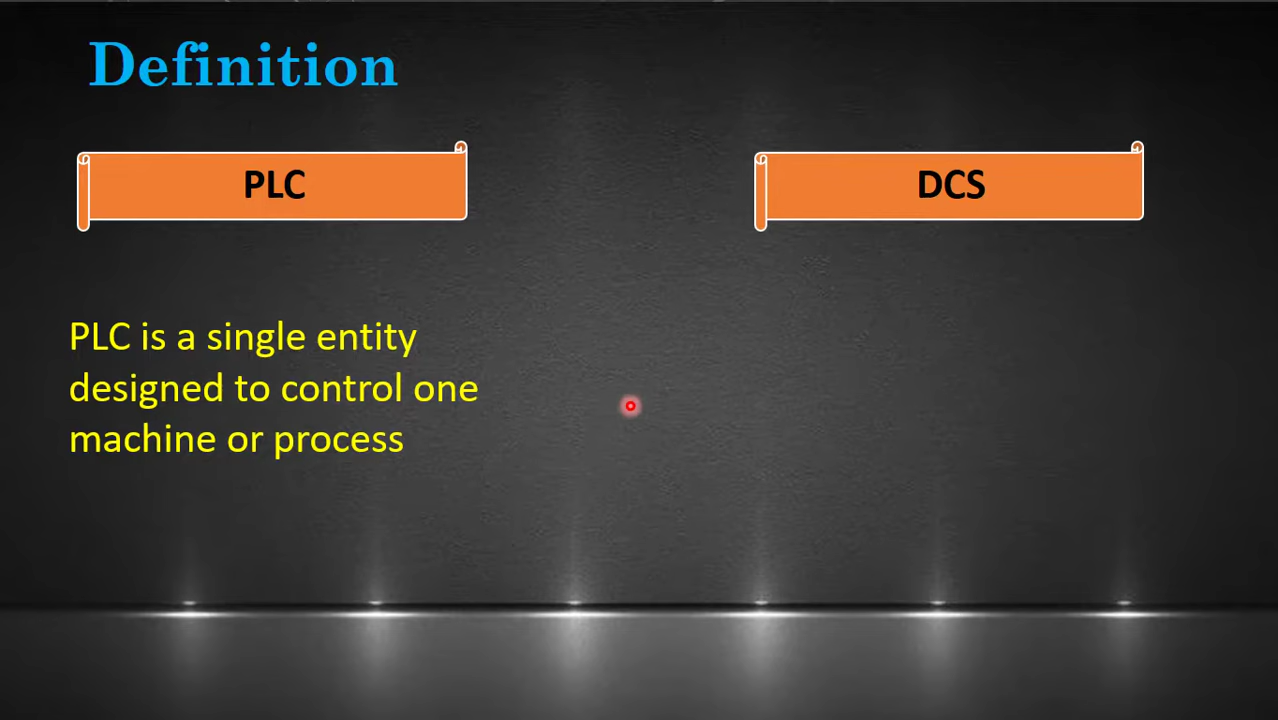 Definition
PLC
DCS
PLC is a single entity
designed to control one
machine or process